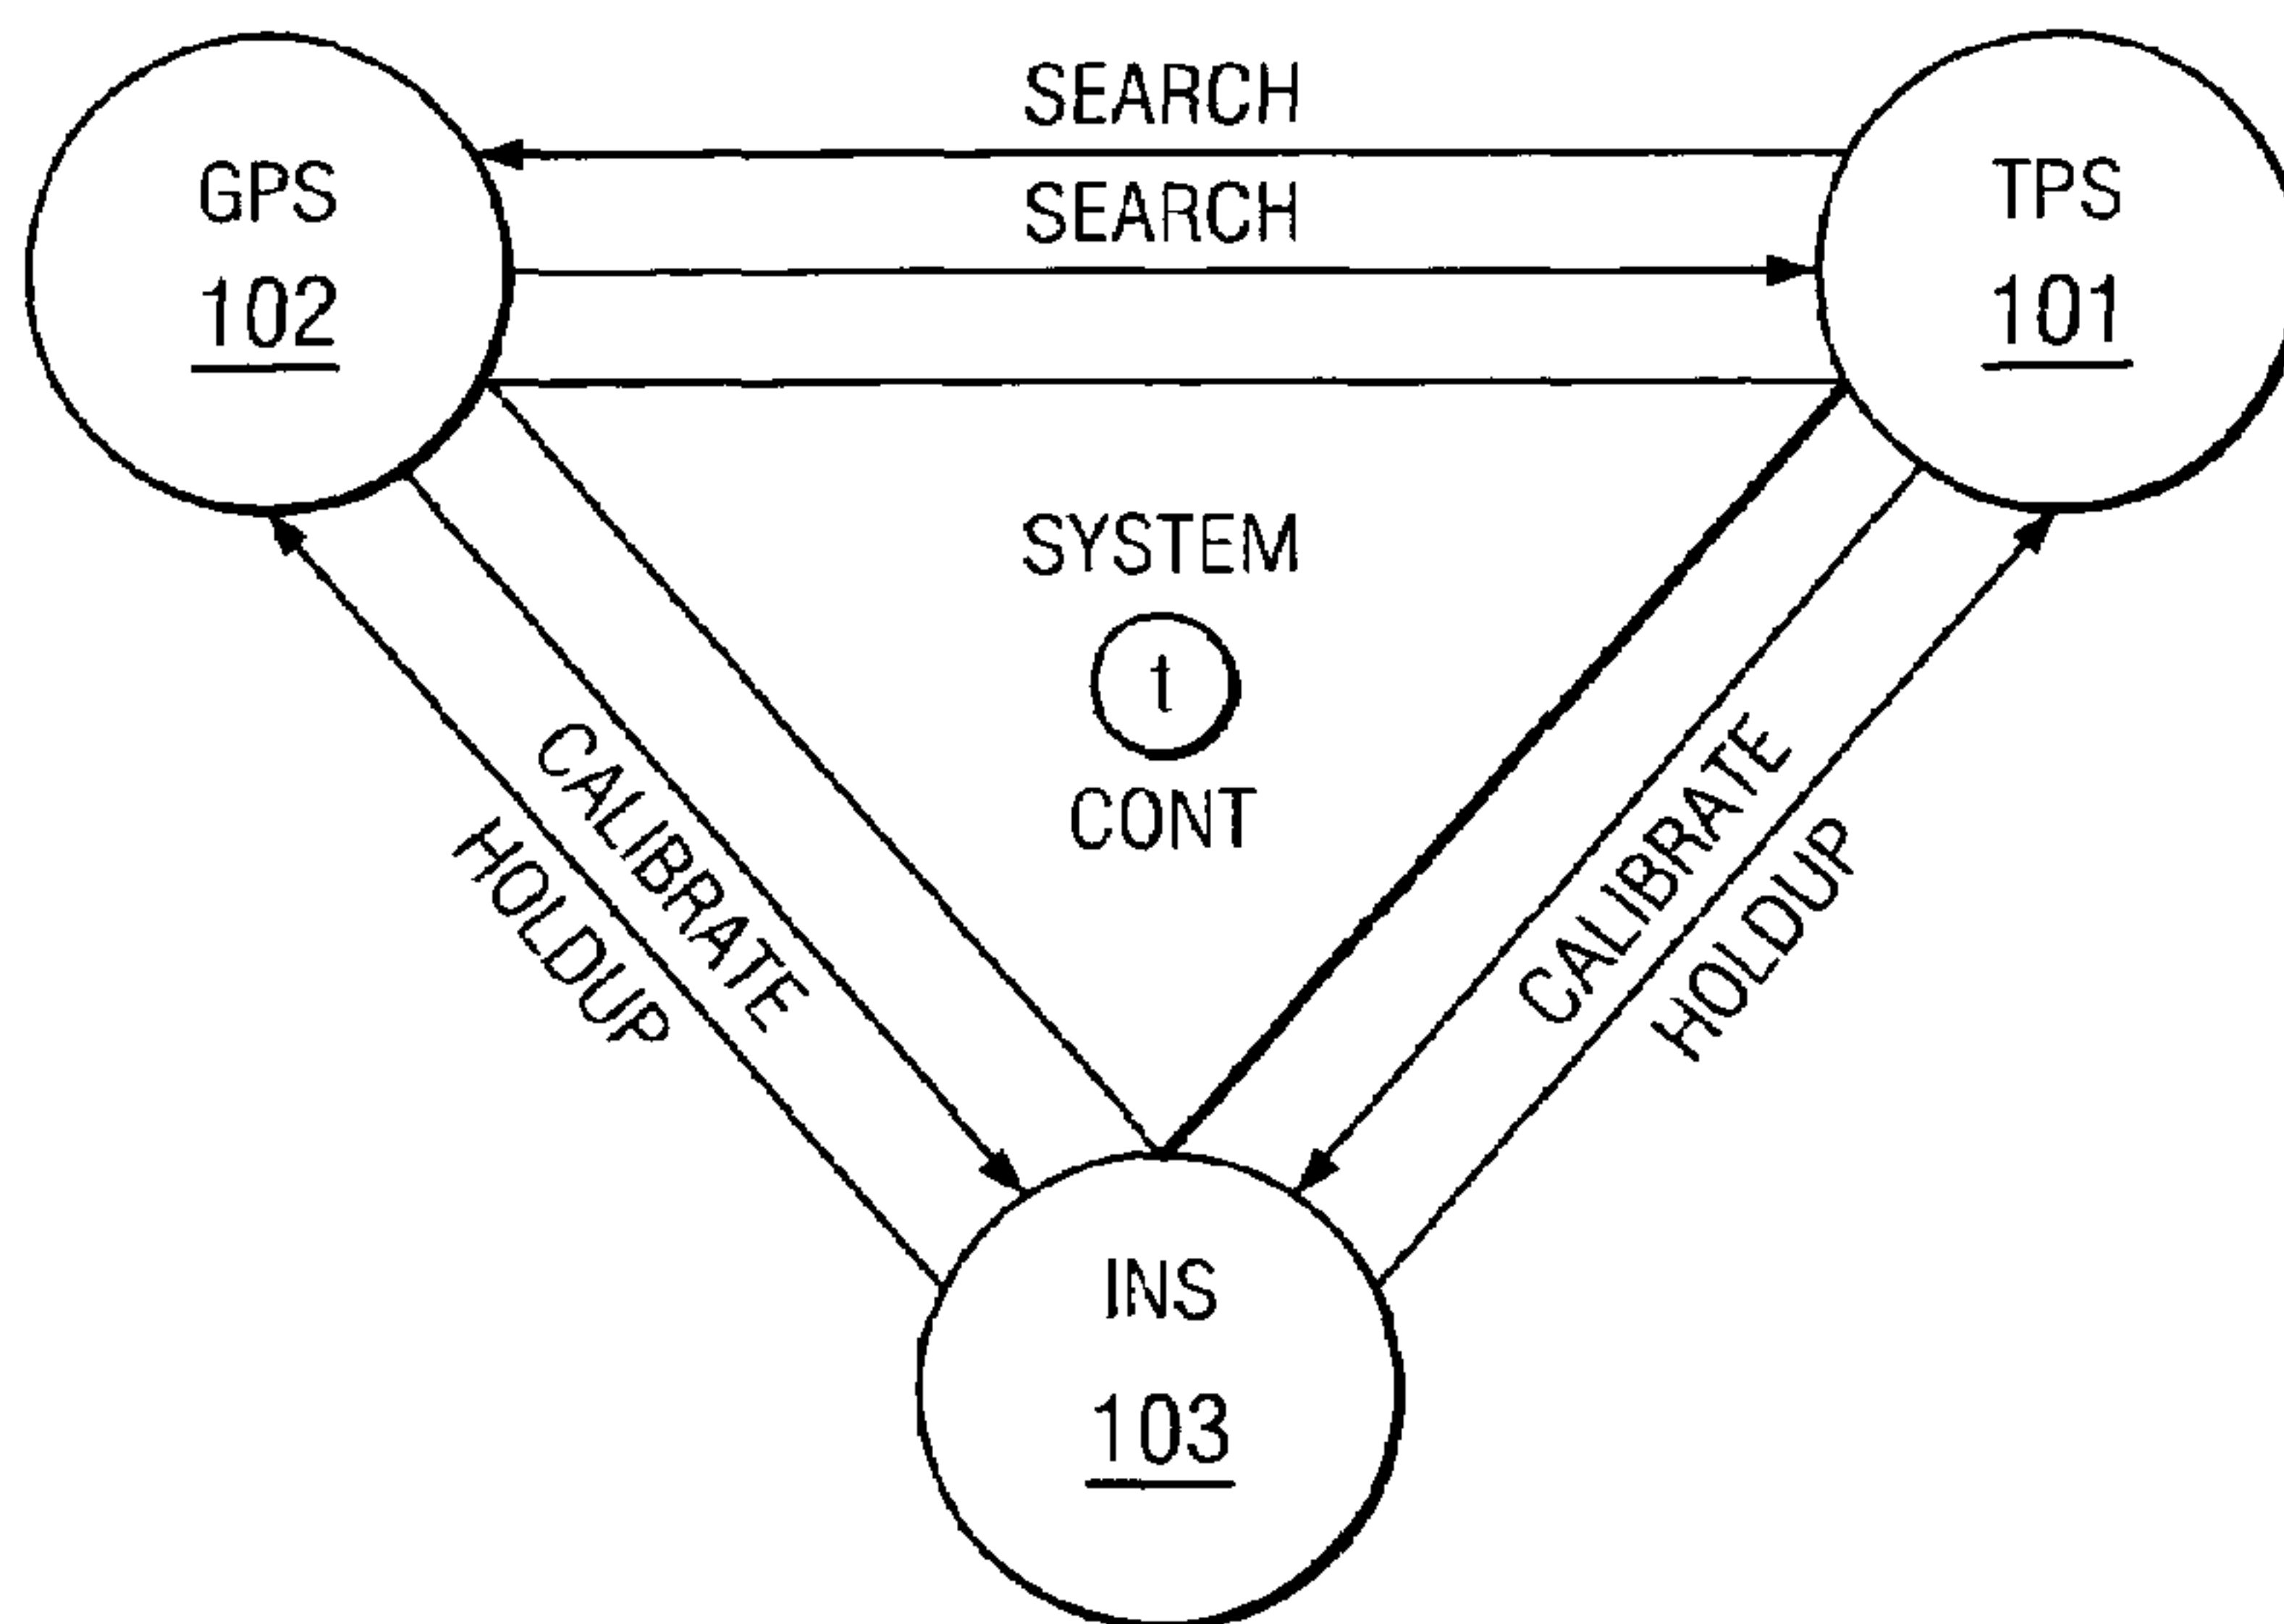 SEARCH
SEARCH
GPS
102
TPS
101
SYSTEM
t
CONT
CALIBRATE
HOLDUP
CALIBRATE
HOLDUP
INS
103